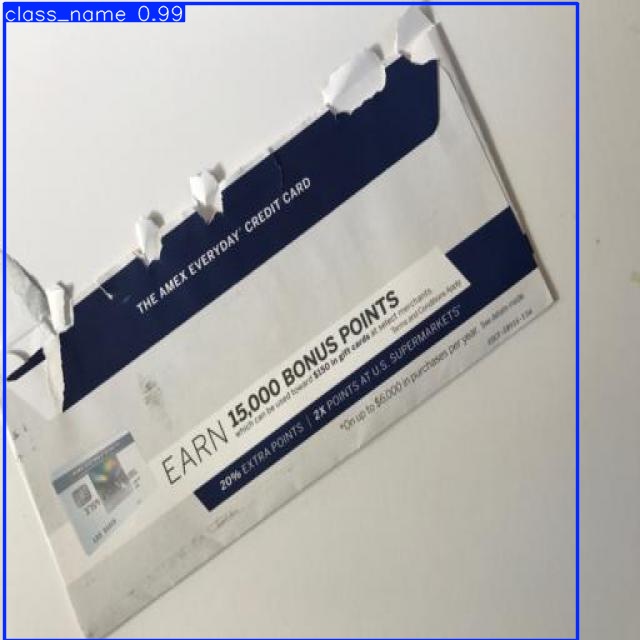 class_name 0.99
THE AMEX EVERYDAY® CREDIT CARD
EARN 15,000 BONUS POINTS
which can be used toward $150 in gift cards at select merchants.
Terms and Conditions Apply.
20% EXTRA POINTS | 2X POINTS AT U.S. SUPERMARKETS*
*On up to $6,000 in purchases per year. See details inside.